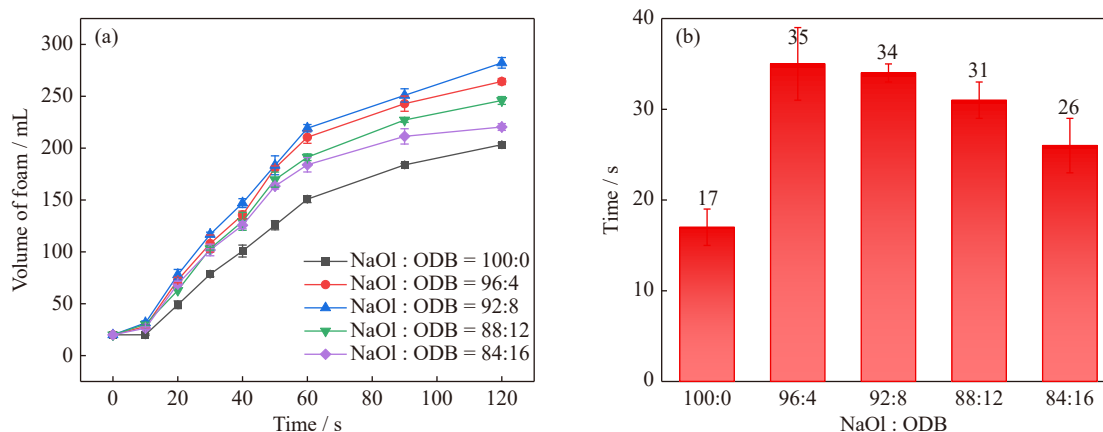 (a)
300
250
200
150
100
50
0
Volume of foam / mL
NaOl : ODB = 100:0
NaOl : ODB = 96:4
NaOl : ODB = 92:8
NaOl : ODB = 88:12
NaOl : ODB = 84:16
0 20 40 60 80 100 120
Time / s
(b)
40
30
20
10
0
Time / s
17 35 34 31 26
100:0 96:4 92:8 88:12 84:16
NaOl : ODB